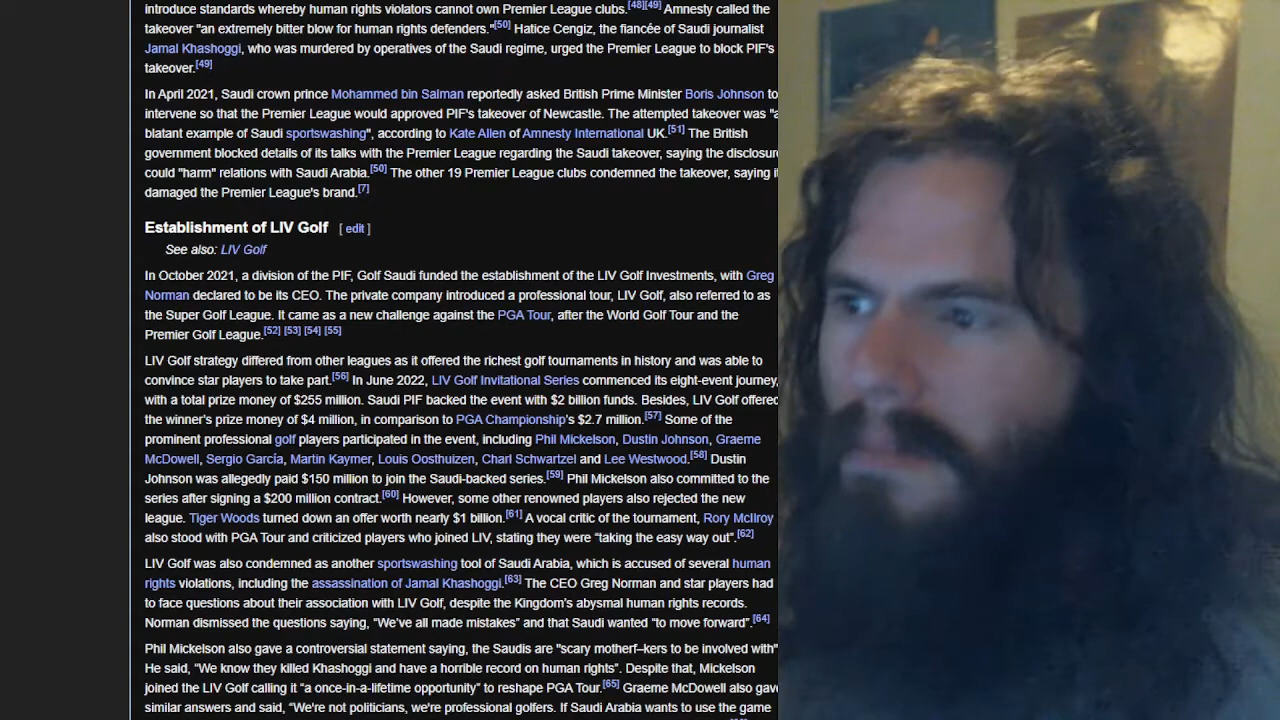 introduce standards whereby human rights violators cannot own Premier League clubs.[48][49] Amnesty called the
takeover "an extremely bitter blow for human rights defenders."[50] Hatice Cengiz, the fiancée of Saudi journalist
Jamal Khashoggi, who was murdered by operatives of the Saudi regime, urged the Premier League to block PIF's
takeover.[49]
In April 2021, Saudi crown prince Mohammed bin Salman reportedly asked British Prime Minister Boris Johnson to
intervene so that the Premier League would approved PIF's takeover of Newcastle. The attempted takeover was "a
blatant example of Saudi sportswashing", according to Kate Allen of Amnesty International UK.[51] The British
government blocked details of its talks with the Premier League regarding the Saudi takeover, saying the disclosure
could "harm" relations with Saudi Arabia.[50] The other 19 Premier League clubs condemned the takeover, saying i
damaged the Premier League's brand.[7]
Establishment of LIV Golf [ edit ]
See also: LIV Golf
In October 2021, a division of the PIF, Golf Saudi funded the establishment of the LIV Golf Investments, with Greg
Norman declared to be its CEO. The private company introduced a professional tour, LIV Golf, also referred to as
the Super Golf League. It came as a new challenge against the PGA Tour, after the World Golf Tour and the
Premier Golf League.[52] [53] [54] [55]
LIV Golf strategy differed from other leagues as it offered the richest golf tournaments in history and was able to
convince star players to take part.[56] In June 2022, LIV Golf Invitational Series commenced its eight-event journey,
with a total prize money of $255 million. Saudi PIF backed the event with $2 billion funds. Besides, LIV Golf offered
the winner's prize money of $4 million, in comparison to PGA Championship's $2.7 million.[57] Some of the
prominent professional golf players participated in the event, including Phil Mickelson, Dustin Johnson, Graeme
McDowell, Sergio García, Martin Kaymer, Louis Oosthuizen, Charl Schwartzel and Lee Westwood.[58] Dustin
Johnson was allegedly paid $150 million to join the Saudi-backed series.[59] Phil Mickelson also committed to the
series after signing a $200 million contract.[60] However, some other renowned players also rejected the new
league. Tiger Woods turned down an offer worth nearly $1 billion.[61] A vocal critic of the tournament, Rory McIlroy
also stood with PGA Tour and criticized players who joined LIV, stating they were “taking the easy way out”.[62]
LIV Golf was also condemned as another sportswashing tool of Saudi Arabia, which is accused of several human
rights violations, including the assassination of Jamal Khashoggi.[63] The CEO Greg Norman and star players had
to face questions about their association with LIV Golf, despite the Kingdom's abysmal human rights records.
Norman dismissed the questions saying, “We've all made mistakes” and that Saudi wanted “to move forward”.[64]
Phil Mickelson also gave a controversial statement saying, the Saudis are "scary motherf–kers to be involved with"
He said, “We know they killed Khashoggi and have a horrible record on human rights”. Despite that, Mickelson
joined the LIV Golf calling it “a once-in-a-lifetime opportunity” to reshape PGA Tour.[65] Graeme McDowell also gave
similar answers and said, “We're not politicians, we're professional golfers. If Saudi Arabia wants to use the game